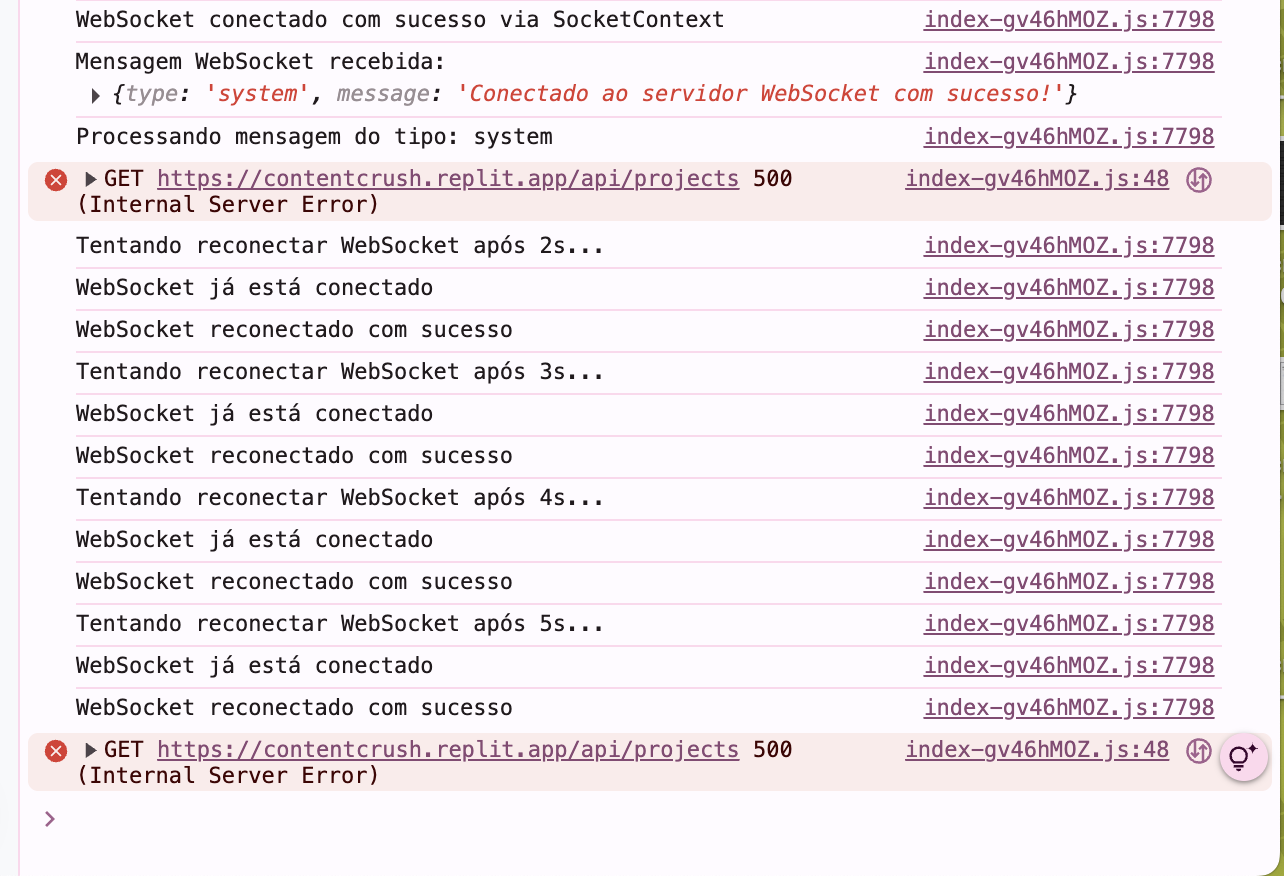 WebSocket conectado com sucesso via SocketContext index-gv46hMOZ.js:7798
Mensagem WebSocket recebida: index-gv46hMOZ.js:7798
{type: 'system', message: 'Conectado ao servidor WebSocket com sucesso!'}
Processando mensagem do tipo: system index-gv46hMOZ.js:7798
GET https://contentcrush.replit.app/api/projects 500 index-gv46hMOZ.js:48
(Internal Server Error)
Tentando reconectar WebSocket após 2s... index-gv46hMOZ.js:7798
WebSocket já está conectado index-gv46hMOZ.js:7798
WebSocket reconectado com sucesso index-gv46hMOZ.js:7798
Tentando reconectar WebSocket após 3s... index-gv46hMOZ.js:7798
WebSocket já está conectado index-gv46hMOZ.js:7798
WebSocket reconectado com sucesso index-gv46hMOZ.js:7798
Tentando reconectar WebSocket após 4s... index-gv46hMOZ.js:7798
WebSocket já está conectado index-gv46hMOZ.js:7798
WebSocket reconectado com sucesso index-gv46hMOZ.js:7798
Tentando reconectar WebSocket após 5s... index-gv46hMOZ.js:7798
WebSocket já está conectado index-gv46hMOZ.js:7798
WebSocket reconectado com sucesso index-gv46hMOZ.js:7798
GET https://contentcrush.replit.app/api/projects 500 index-gv46hMOZ.js:48
(Internal Server Error)